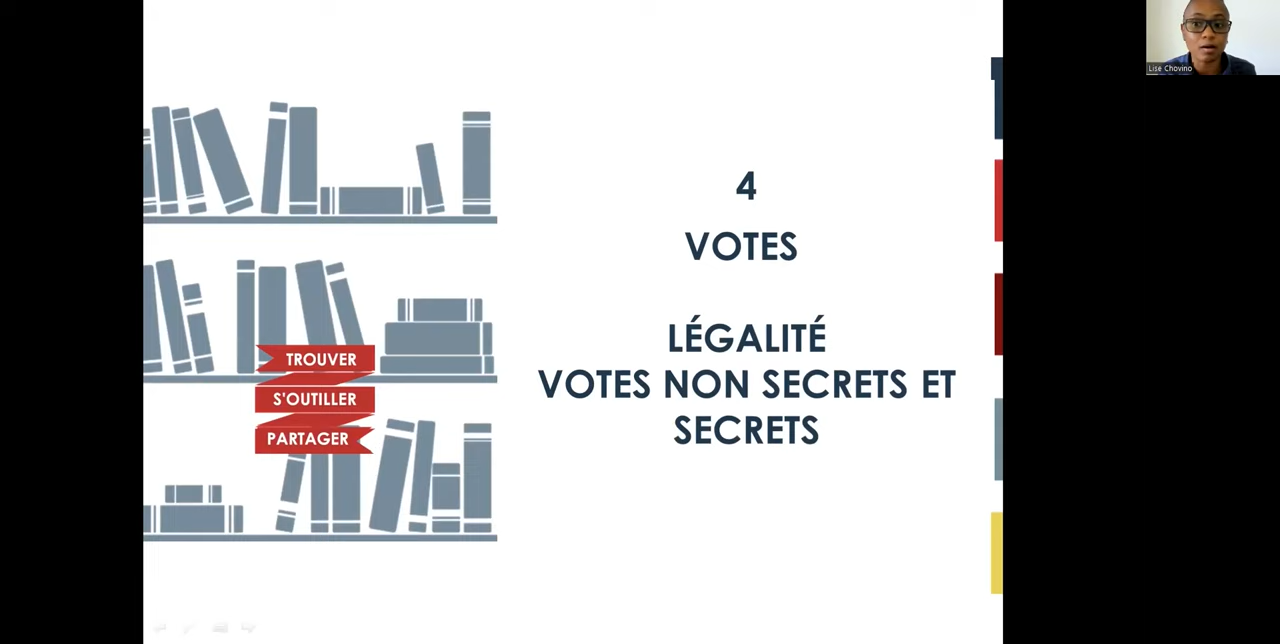 4
VOTES
LÉGALITÉ
VOTES NON SECRETS ET
SECRETS
TROUVER
S'OUTILLER
PARTAGER
Lise Chovino